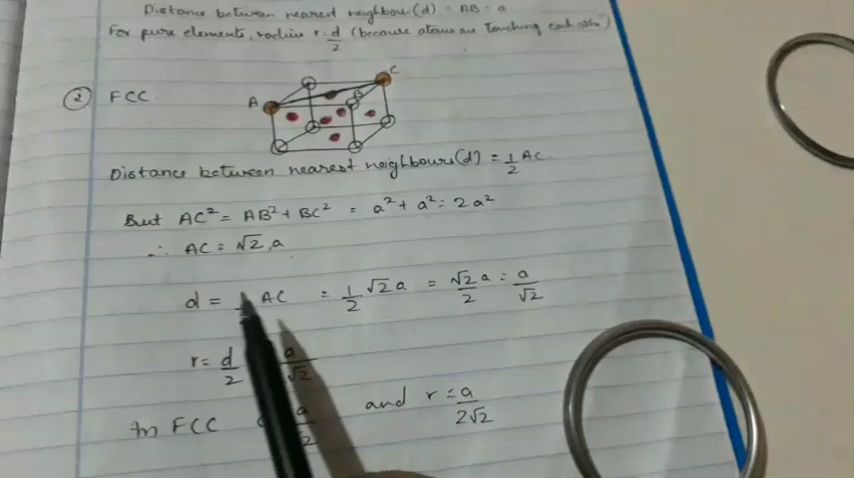 Distance between nearest neighbour (d) = AB = a
For pure elements, radius r = d/2 (because atoms are touching each other)
② FCC
A B C
Distance between nearest neighbours (d) = 1/2 AC
But AC² = AB² + BC² = a² + a² = 2a²
∴ AC = √2 a
d = AC = 1/2 √2 a = √2 a/2 = a/√2
r = d/2 a/√2
In FCC a and r = a/2√2